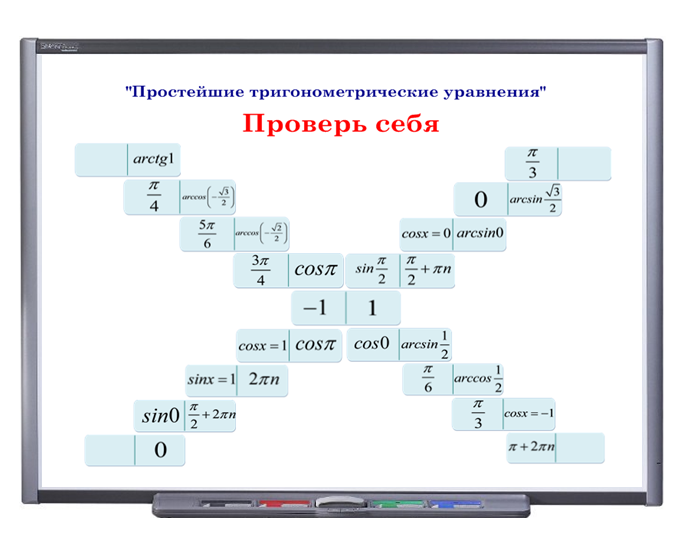 "Простейшие тригонометрические уравнения"
Проверь себя
arctg1
π/3
π/4 arccos(-√3/2)
0 arcsin √3/2
5π/6 arccos(-√2/2)
cosx = 0 arcsin0
3π/4 cosπ
sin π/2 π/2 + πn
−1 1
cosx = 1 cosπ
cos0 arcsin 1/2
sinx = 1 2πn
π/6 arccos 1/2
sin0 π/2 + 2πn
π/3 cosx = −1
0
π + 2πn